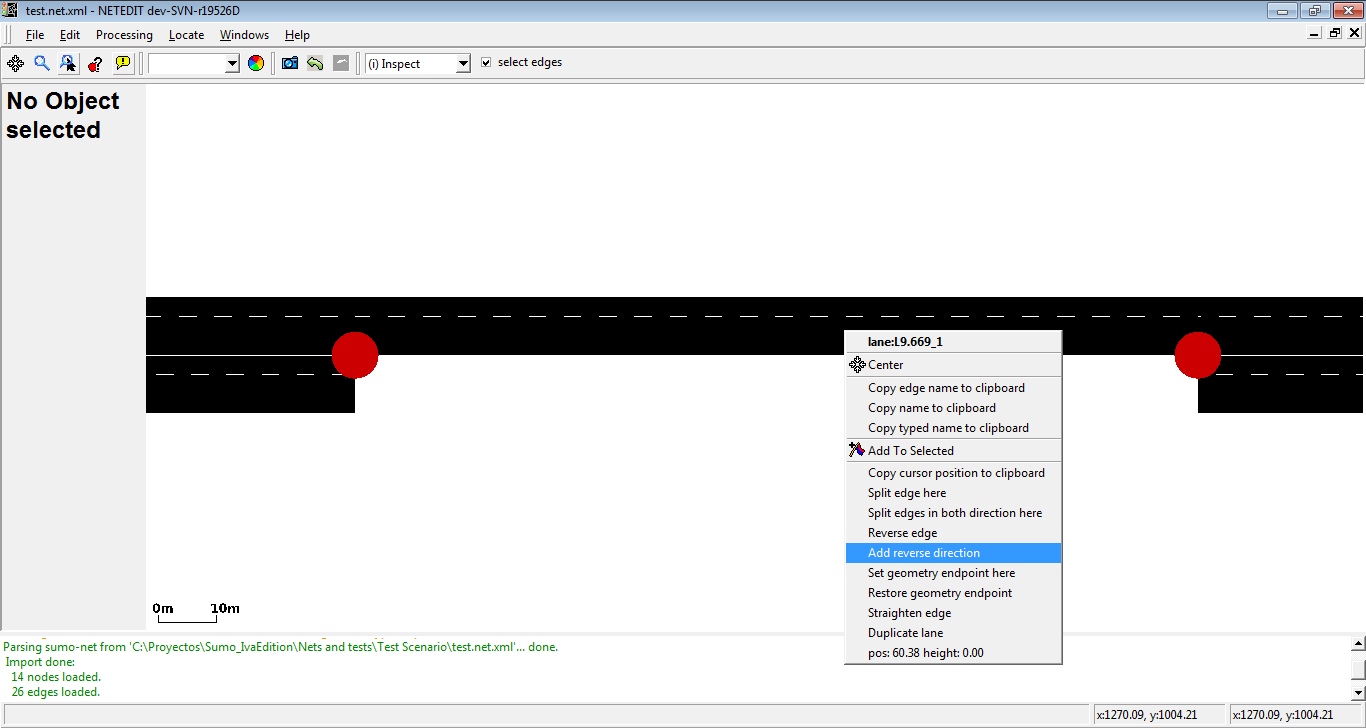 test.net.xml - NETEDIT dev-SVN-r19526D
File Edit Processing Locate Windows Help
(i) Inspect select edges
No Object
selected
lane:L9.669_1
Center
Copy edge name to clipboard
Copy name to clipboard
Copy typed name to clipboard
Add To Selected
Copy cursor position to clipboard
Split edge here
Split edges in both direction here
Reverse edge
Add reverse direction
Set geometry endpoint here
Restore geometry endpoint
Straighten edge
Duplicate lane
pos: 60.38 height: 0.00
0m 10m
Parsing sumo-net from 'C:\Proyectos\Sumo_IvaEdition\Nets and tests\Test Scenario\test.net.xml'... done.
Import done:
14 nodes loaded.
26 edges loaded.
x:1270.09, y:1004.21 x:1270.09, y:1004.21